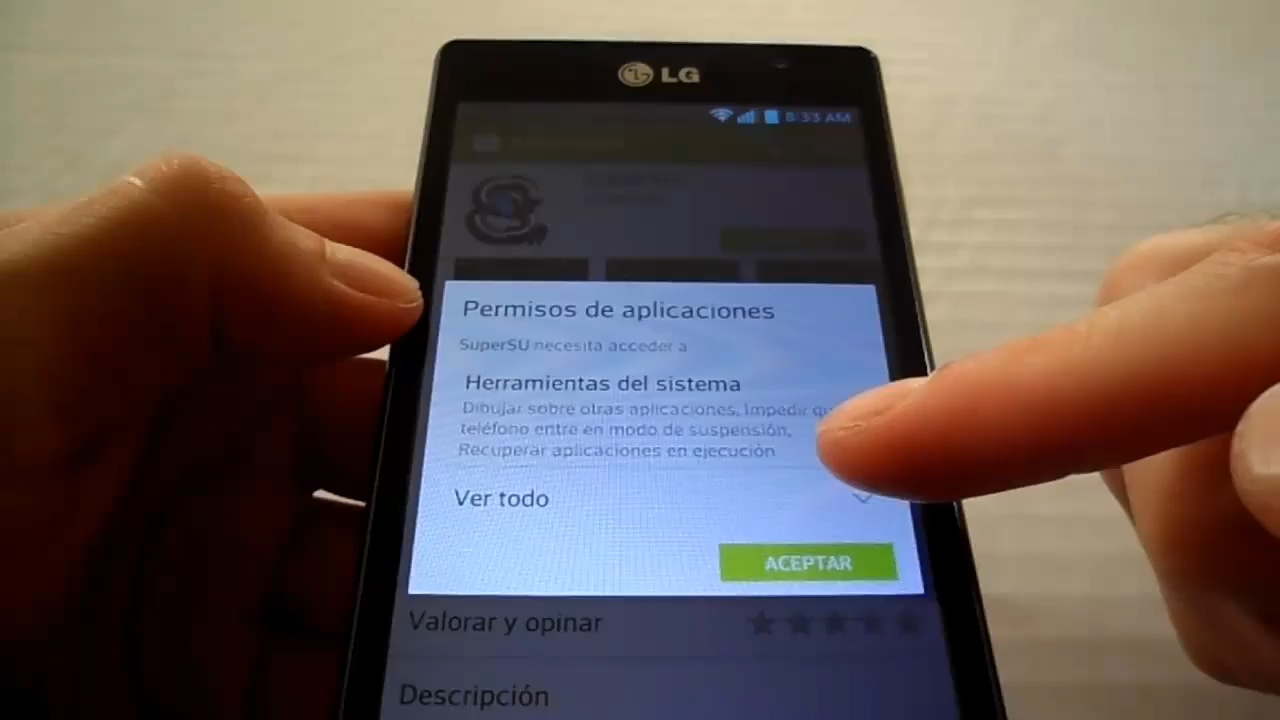 LG
8:33 AM
Permisos de aplicaciones
SuperSU necesita acceder a
Herramientas del sistema
Dibujar sobre otras aplicaciones, Impedir qu
teléfono entre en modo de suspensión,
Recuperar aplicaciones en ejecución
Ver todo
ACEPTAR
Valorar y opinar
Descripción